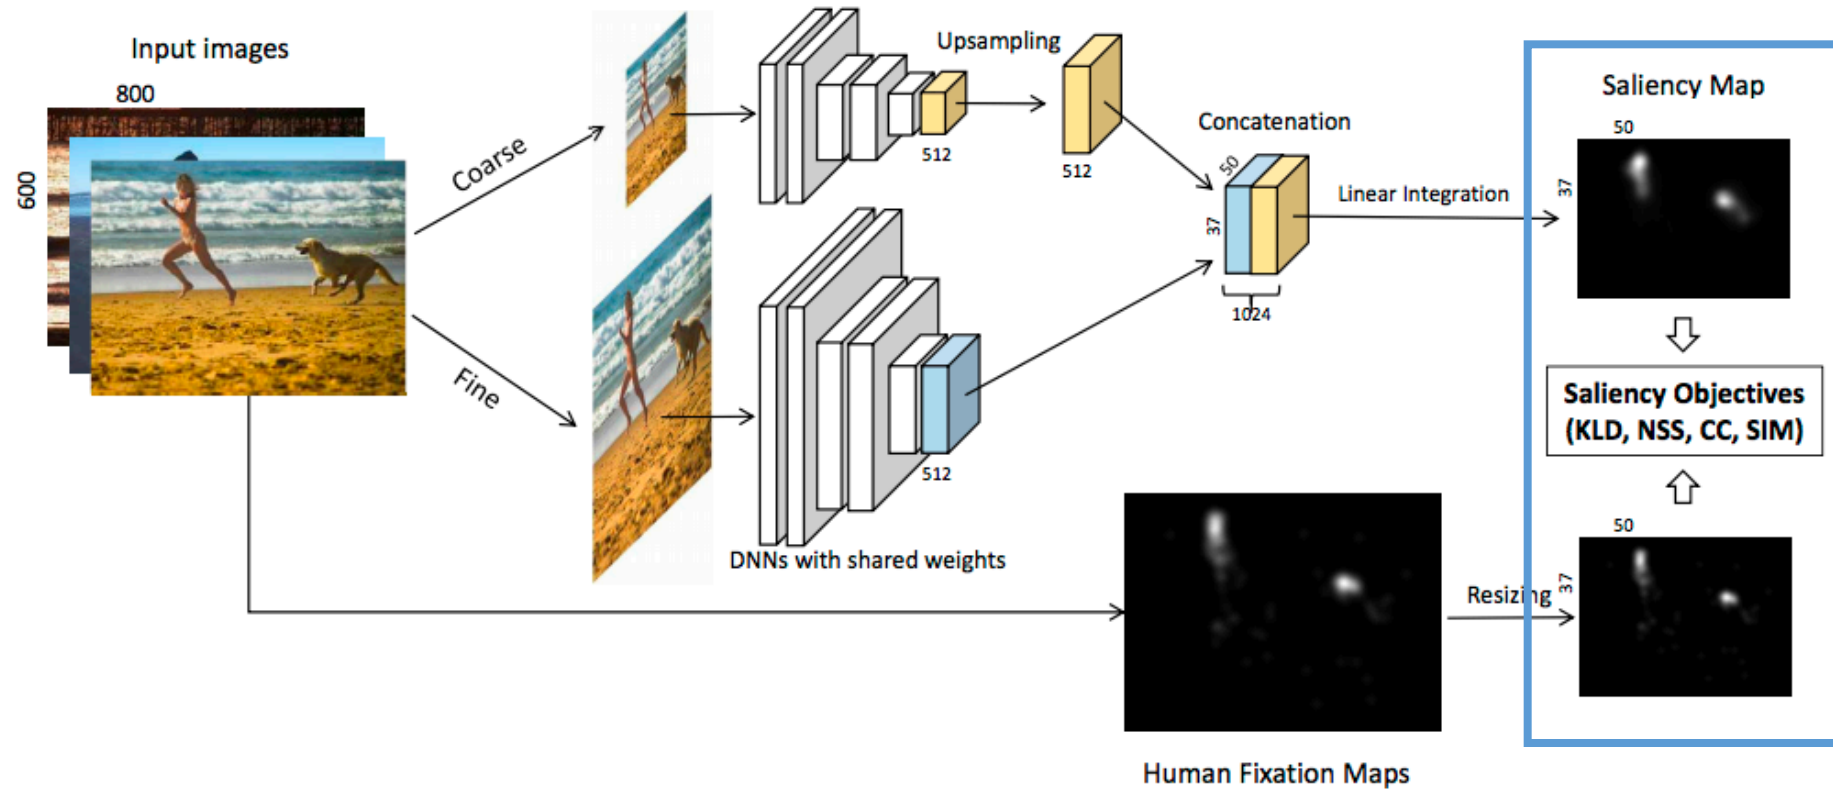 Input images
800
600
Coarse
Fine
Upsampling
512
512
Concatenation
50
37
1024
Linear Integration
512
DNNs with shared weights
Saliency Map
50
37
Saliency Objectives
(KLD, NSS, CC, SIM)
50
37
Resizing
Human Fixation Maps